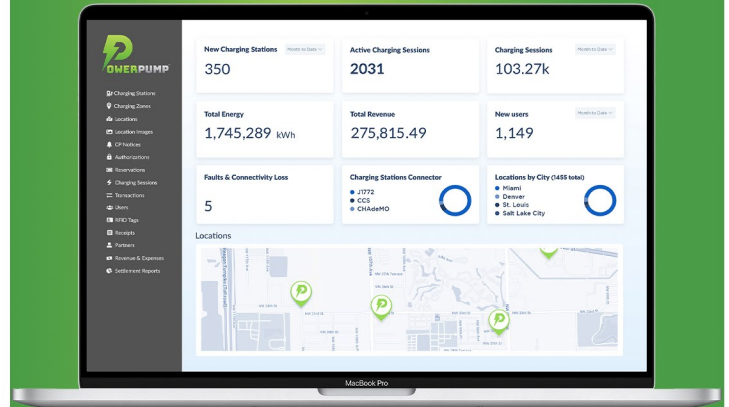 POWERPUMP
Charging Stations
Charging Zones
Locations
Location Images
CP Notices
Authorizations
Reservations
Charging Sessions
Transactions
Users
RFID Tags
Receipts
Partners
Revenue & Expenses
Settlement Reports
New Charging Stations Month to Date
350
Active Charging Sessions
2031
Charging Sessions Month to Date
103.27k
Total Energy
1,745,289 kWh
Total Revenue
275,815.49
New users Month to Date
1,149
Faults & Connectivity Loss
5
Charging Stations Connector
J1772
CCS
CHAdeMO
Locations by City (1455 total)
Miami
Denver
St. Louis
Salt Lake City
Locations
MacBook Pro